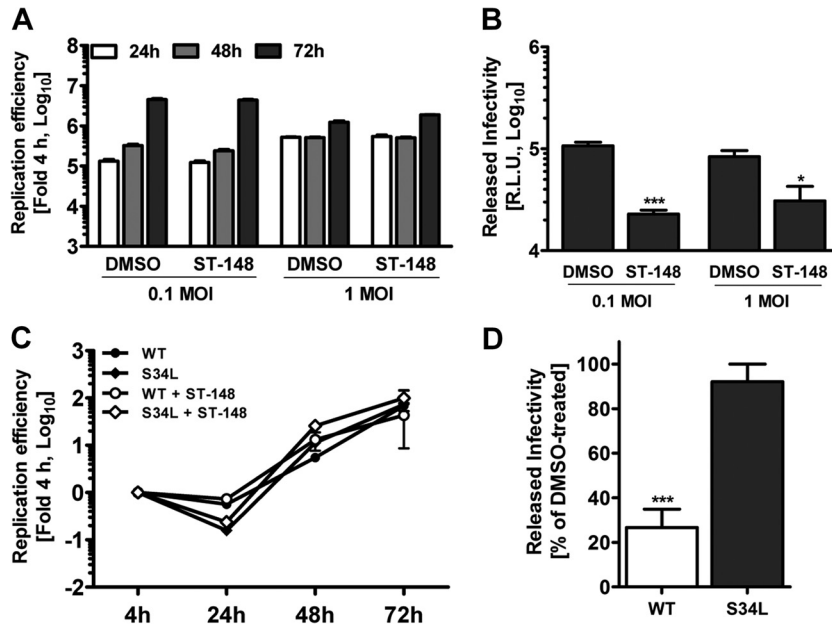 A
24h 48h 72h
Replication efficiency
[Fold 4 h, Log10]
8
7
6
5
4
DMSO ST-148 DMSO ST-148
0.1 MOI 1 MOI
B
Released Infectivity
[R.L.U., Log10]
6
5
4
***
*
DMSO ST-148 DMSO ST-148
0.1 MOI 1 MOI
C
WT
S34L
WT + ST-148
S34L + ST-148
Replication efficiency
[Fold 4 h, Log10]
3
2
1
0
-1
-2
4h 24h 48h 72h
D
Released Infectivity
[% of DMSO-treated]
100
80
60
40
20
0
***
WT S34L